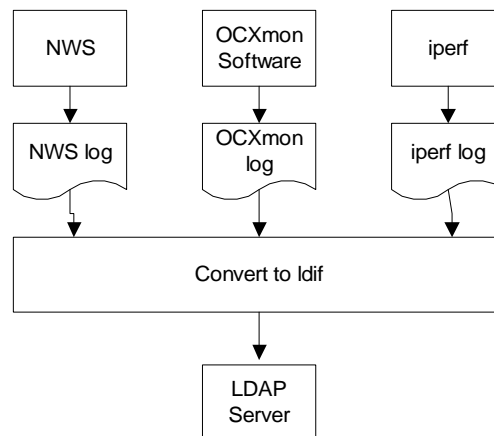 NWS
OCXmon
Software
iperf
NWS log
OCXmon
log
iperf log
Convert to ldif
LDAP
Server